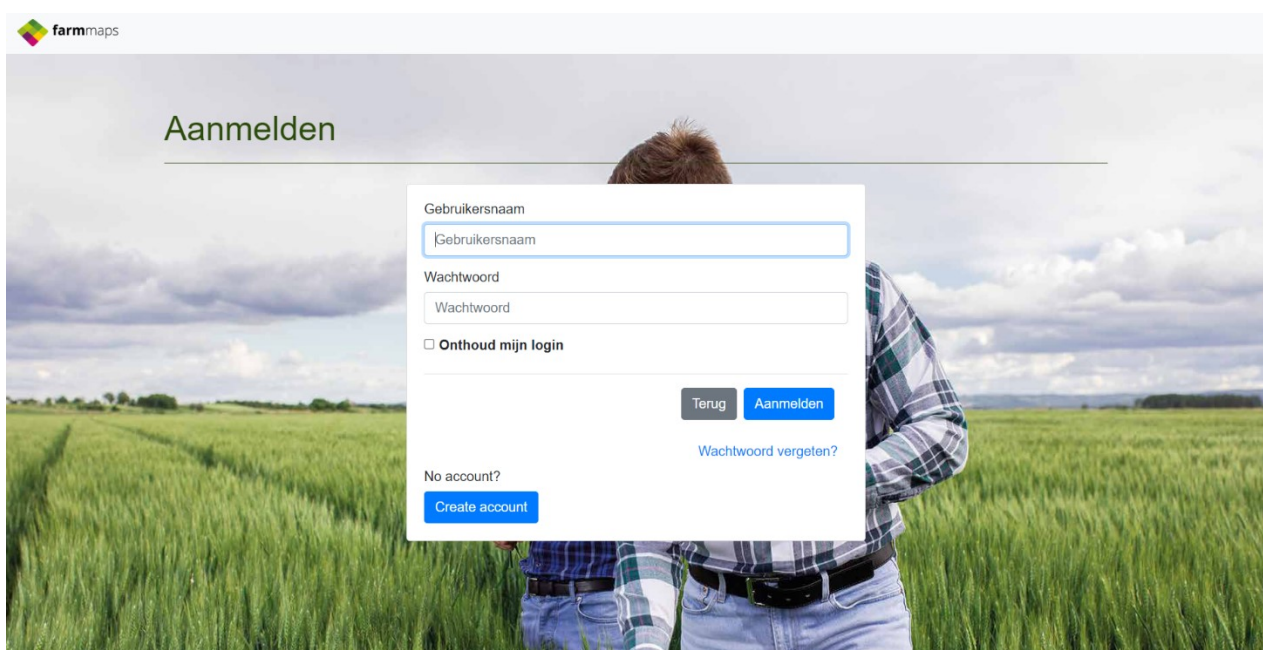 farmmaps
Aanmelden
Gebruikersnaam
Gebruikersnaam
Wachtwoord
Wachtwoord
Onthoud mijn login
Terug Aanmelden
Wachtwoord vergeten?
No account?
Create account